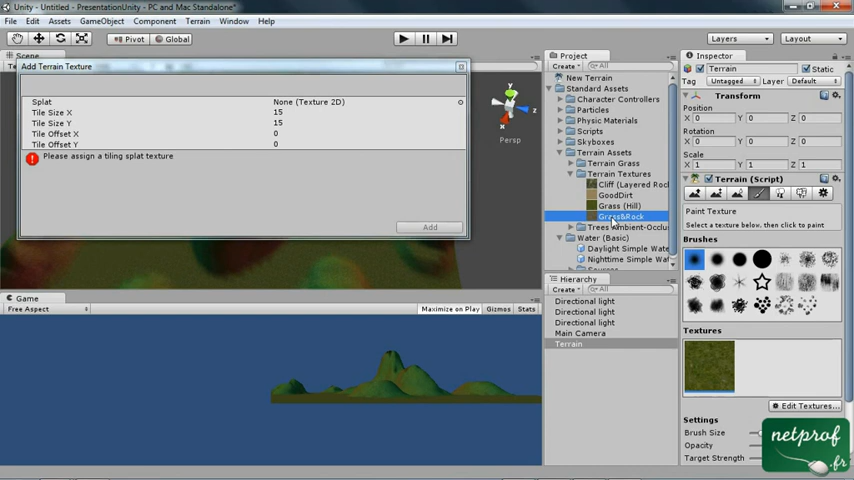 Unity - Untitled - PresentationUnity - PC and Mac Standalone*
File Edit Assets GameObject Component Terrain Window Help
Pivot Global Layers Layout
Scene
Add Terrain Texture
Splat None (Texture 2D)
Tile Size X 15
Tile Size Y 15
Tile Offset X 0
Tile Offset Y 0
Please assign a tiling splat texture
Add
Persp
Game
Free Aspect Maximize on Play Gizmos Stats
Project
Create All
New Terrain
Standard Assets
Character Controllers
Particles
Physic Materials
Scripts
Skyboxes
Terrain Assets
Terrain Grass
Terrain Textures
Cliff (Layered Roc
GoodDirt
Grass (Hill)
Grass&Rock
Trees Ambient-Occlu
Water (Basic)
Daylight Simple Wate
Nighttime Simple Wat
Hierarchy
Create All
Directional light
Directional light
Directional light
Main Camera
Terrain
Inspector
Terrain Static
Tag Untagged Layer Default
Transform
Position
X 0 Y 0 Z 0
Rotation
X 0 Y 0 Z 0
Scale
X 1 Y 1 Z 1
Terrain (Script)
Paint Texture
Select a texture below, then click to paint
Brushes
Textures
Edit Textures...
Settings
Brush Size
Opacity
Target Strength
netprof
.fr